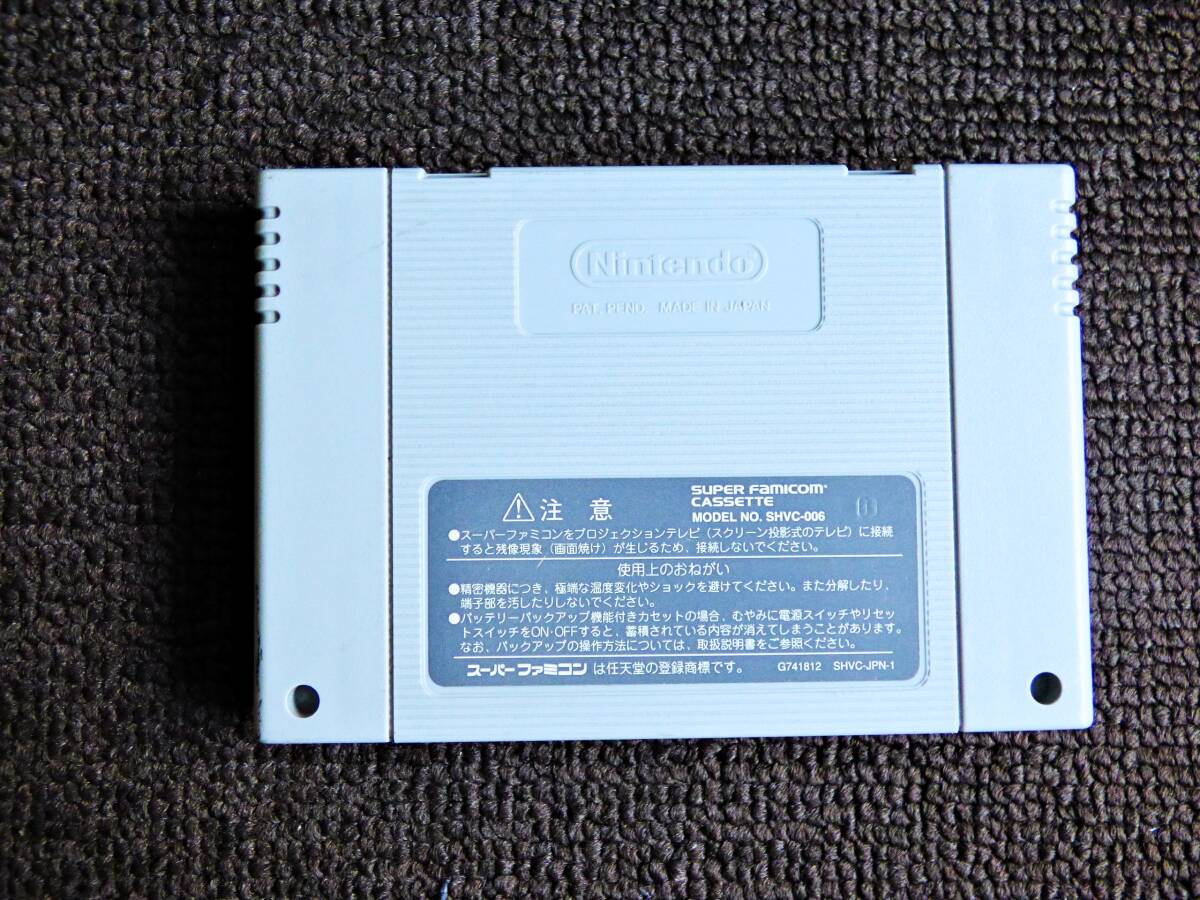 Nintendo
PAT. PEND. MADE IN JAPAN
⚠注意
SUPER FAMICOM
CASSETTE
MODEL NO. SHVC-006
●スーパーファミコンをプロジェクションテレビ(スクリーン投影式のテレビ)に接続
すると残像現象(画面焼け)が生じるため、接続しないでください。
使用上のおねがい
●精密機器につき、極端な温度変化やショックを避けてください。また分解したり、
端子部を汚したりしないでください。
●バッテリーバックアップ機能付きカセットの場合、むやみに電源スイッチやリセッ
トスイッチをON·OFFすると、蓄積されている内容が消えてしまうことがあります。
なお、バックアップの操作方法については、取扱説明書をご参照ください。
スーパーファミコンは任天堂の登録商標です。 G741812 SHVC-JPN-1